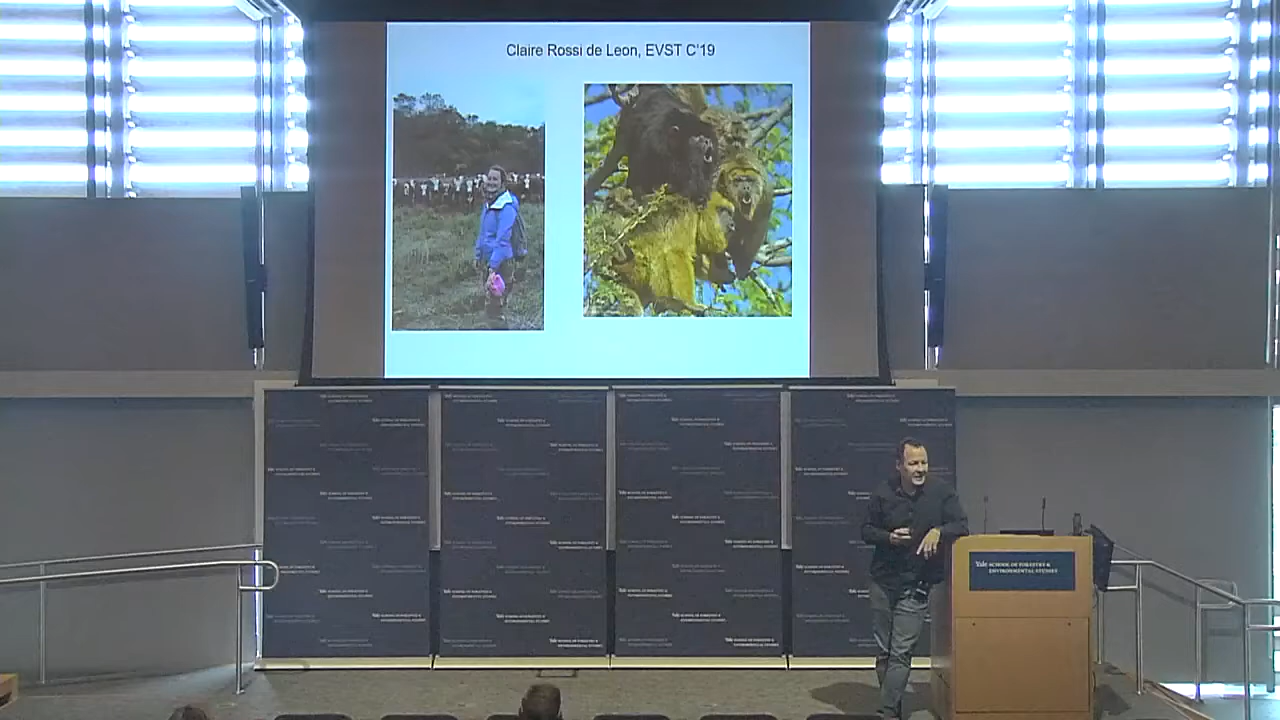 Claire Rossi de Leon, EVST C'19
Yale SCHOOL OF FORESTRY &
ENVIRONMENTAL STUDIES